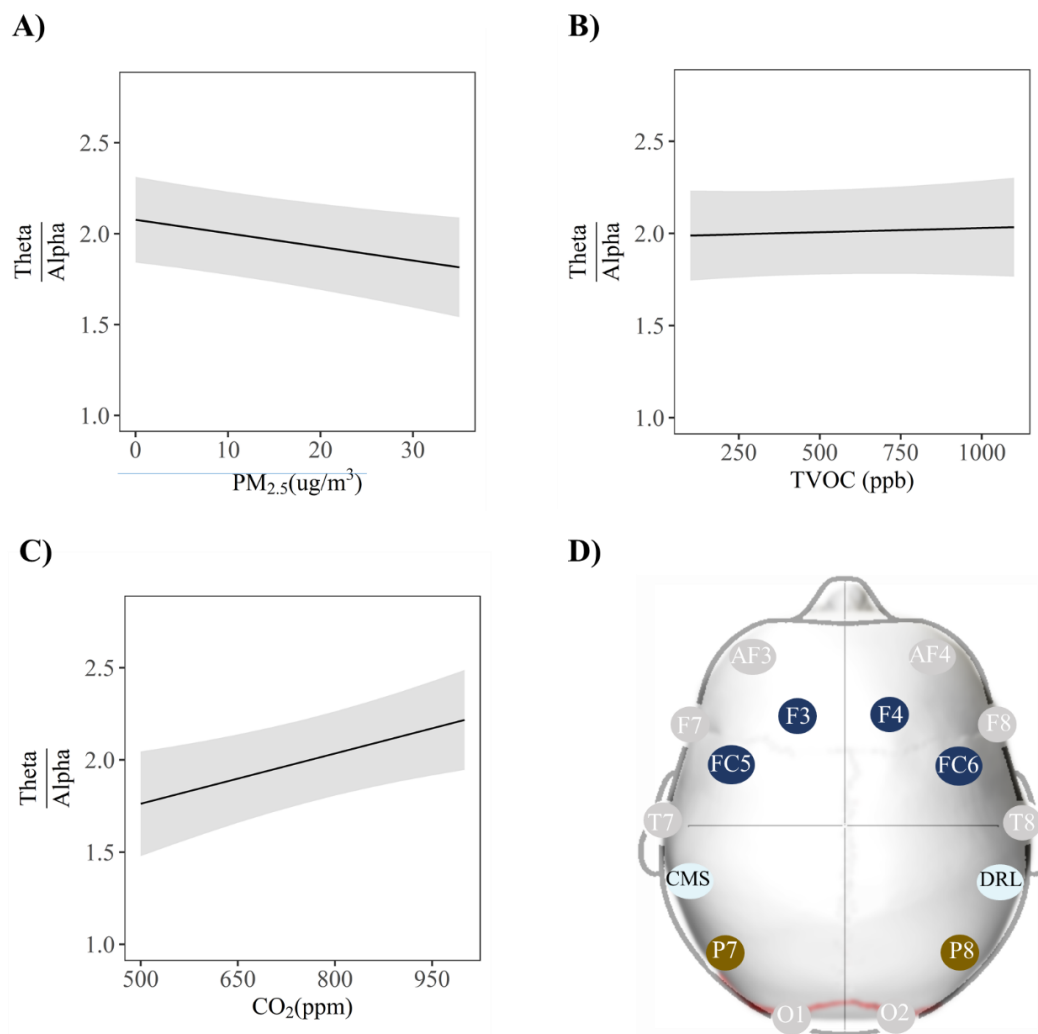 A)
2.5
2.0
1.5
1.0
Theta
Alpha
0 10 20 30
PM2.5(ug/m³)
B)
2.5
2.0
1.5
1.0
Theta
Alpha
250 500 750 1000
TVOC (ppb)
C)
2.5
2.0
1.5
1.0
Theta
Alpha
500 650 800 950
CO₂(ppm)
D)
AF3 AF4
F7 F3 F4 F8
FC5 FC6
T7 T8
CMS DRL
P7 P8
O1 O2